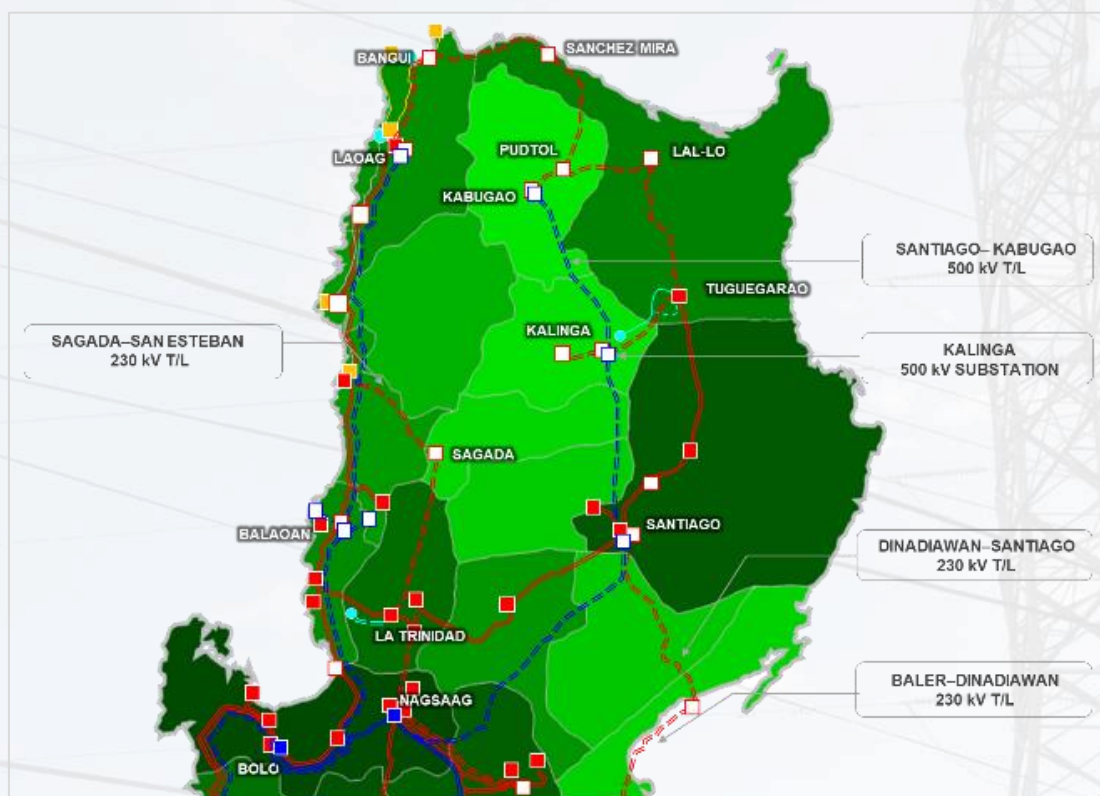 BANGUI
SANCHEZ MIRA
PUDTOL
LAL-LO
LAOAG
KABUGAO
SANTIAGO–KABUGAO
500 kV T/L
TUGUEGARAO
KALINGA
SAGADA–SAN ESTEBAN
230 kV T/L
KALINGA
500 kV SUBSTATION
SAGADA
BALAOAN
SANTIAGO
DINADIAWAN–SANTIAGO
230 kV T/L
LA TRINIDAD
BALER–DINADIAWAN
230 kV T/L
NAGSAAG
BOLO